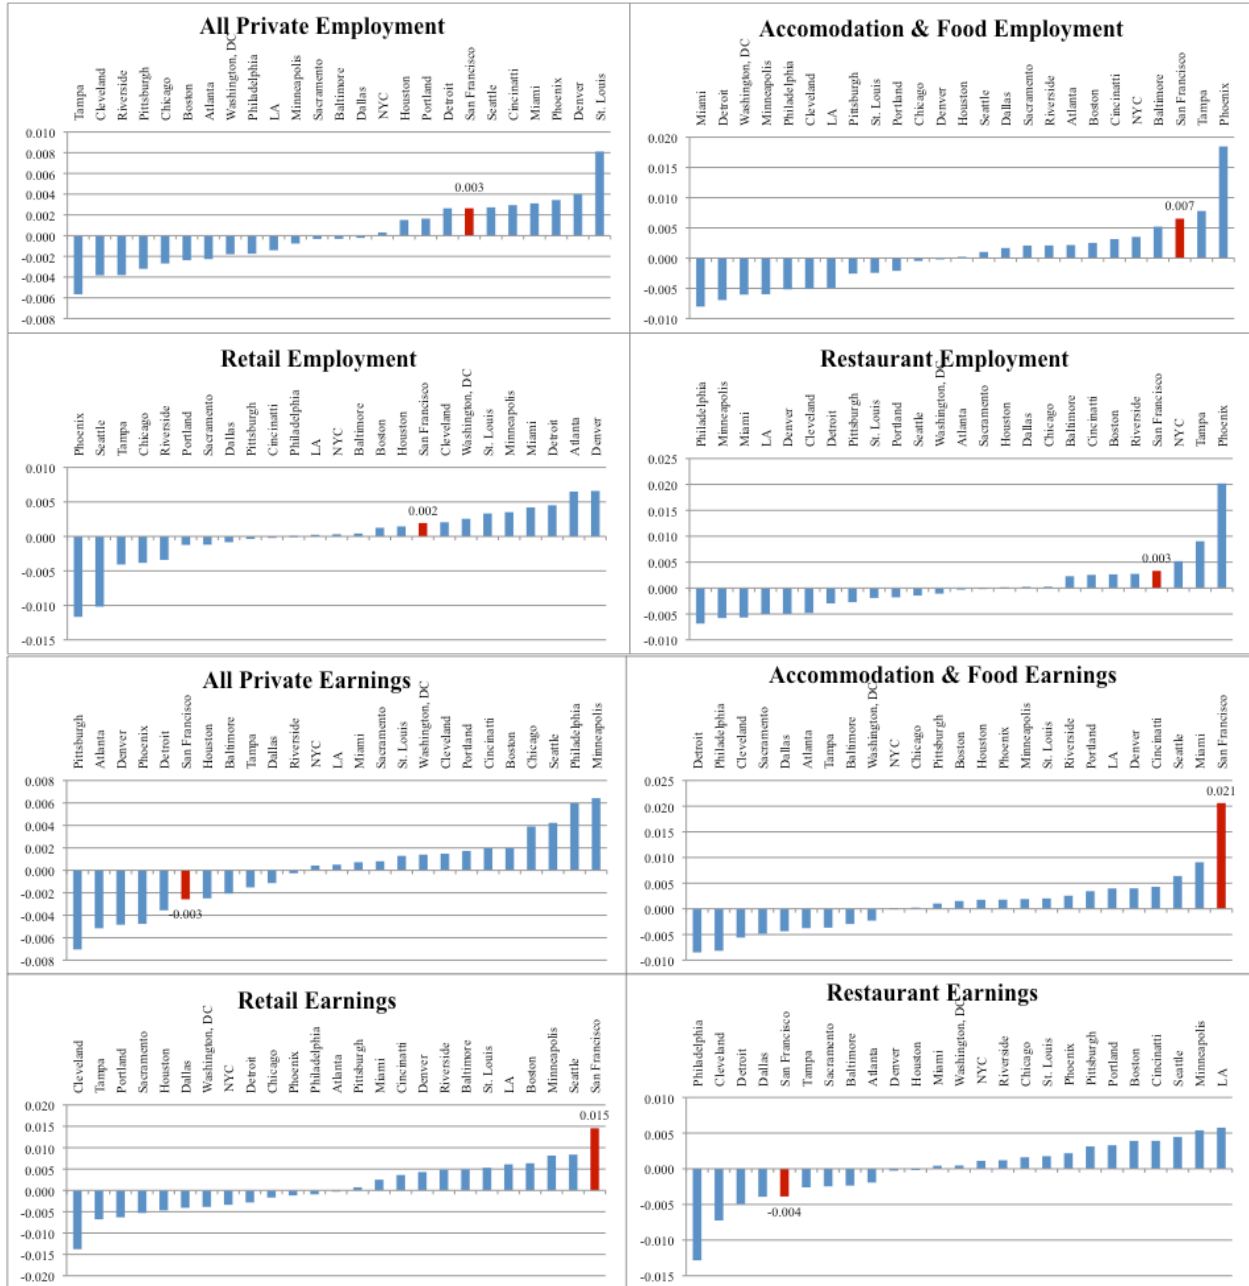 All Private Employment
Tampa
Cleveland
Riverside
Pittsburgh
Chicago
Boston
Atlanta
Washington, DC
Philadelphia
LA
Minneapolis
Sacramento
Baltimore
Dallas
NYC
Houston
Portland
Detroit
San Francisco
Seattle
Cincinatti
Miami
Phoenix
Denver
St. Louis
0.010
0.008
0.006
0.004
0.002
0.000
-0.002
-0.004
-0.006
-0.008
0.003
Accomodation & Food Employment
Miami
Detroit
Washington, DC
Minneapolis
Philadelphia
Cleveland
LA
Pittsburgh
St. Louis
Portland
Chicago
Denver
Houston
Seattle
Dallas
Sacramento
Riverside
Atlanta
Boston
Cincinatti
NYC
Baltimore
San Francisco
Tampa
Phoenix
0.020
0.015
0.010
0.005
0.000
-0.005
-0.010
0.007
Retail Employment
Phoenix
Seattle
Tampa
Chicago
Riverside
Portland
Sacramento
Dallas
Pittsburgh
Cincinatti
Philadelphia
LA
NYC
Baltimore
Boston
Houston
San Francisco
Cleveland
Washington, DC
St. Louis
Minneapolis
Miami
Detroit
Atlanta
Denver
0.010
0.005
0.000
-0.005
-0.010
-0.015
0.002
Restaurant Employment
Philadelphia
Minneapolis
Miami
LA
Denver
Cleveland
Detroit
Pittsburgh
St. Louis
Portland
Seattle
Washington, DC
Atlanta
Sacramento
Houston
Dallas
Chicago
Baltimore
Cincinatti
Boston
Riverside
San Francisco
NYC
Tampa
Phoenix
0.025
0.020
0.015
0.010
0.005
0.000
-0.005
-0.010
0.003
All Private Earnings
Pittsburgh
Atlanta
Denver
Phoenix
Detroit
San Francisco
Houston
Baltimore
Tampa
Dallas
Riverside
NYC
LA
Miami
Sacramento
St. Louis
Washington, DC
Cleveland
Portland
Cincinatti
Boston
Chicago
Seattle
Philadelphia
Minneapolis
0.008
0.006
0.004
0.002
0.000
-0.002
-0.004
-0.006
-0.008
-0.003
Accommodation & Food Earnings
Detroit
Philadelphia
Cleveland
Sacramento
Dallas
Atlanta
Tampa
Baltimore
Washington, DC
NYC
Chicago
Pittsburgh
Boston
Houston
Phoenix
Minneapolis
St. Louis
Riverside
Portland
LA
Denver
Cincinatti
Seattle
Miami
San Francisco
0.025
0.020
0.015
0.010
0.005
0.000
-0.005
-0.010
0.021
Retail Earnings
Cleveland
Tampa
Portland
Sacramento
Houston
Dallas
Washington, DC
NYC
Detroit
Chicago
Phoenix
Philadelphia
Atlanta
Pittsburgh
Miami
Cincinatti
Denver
Riverside
Baltimore
St. Louis
LA
Boston
Minneapolis
Seattle
San Francisco
0.020
0.015
0.010
0.005
0.000
-0.005
-0.010
-0.015
-0.020
0.015
Restaurant Earnings
Philadelphia
Cleveland
Detroit
Dallas
San Francisco
Tampa
Sacramento
Baltimore
Atlanta
Denver
Houston
Miami
Washington, DC
NYC
Riverside
Chicago
St. Louis
Phoenix
Pittsburgh
Portland
Boston
Cincinatti
Seattle
Minneapolis
LA
0.010
0.005
0.000
-0.005
-0.010
-0.015
-0.004